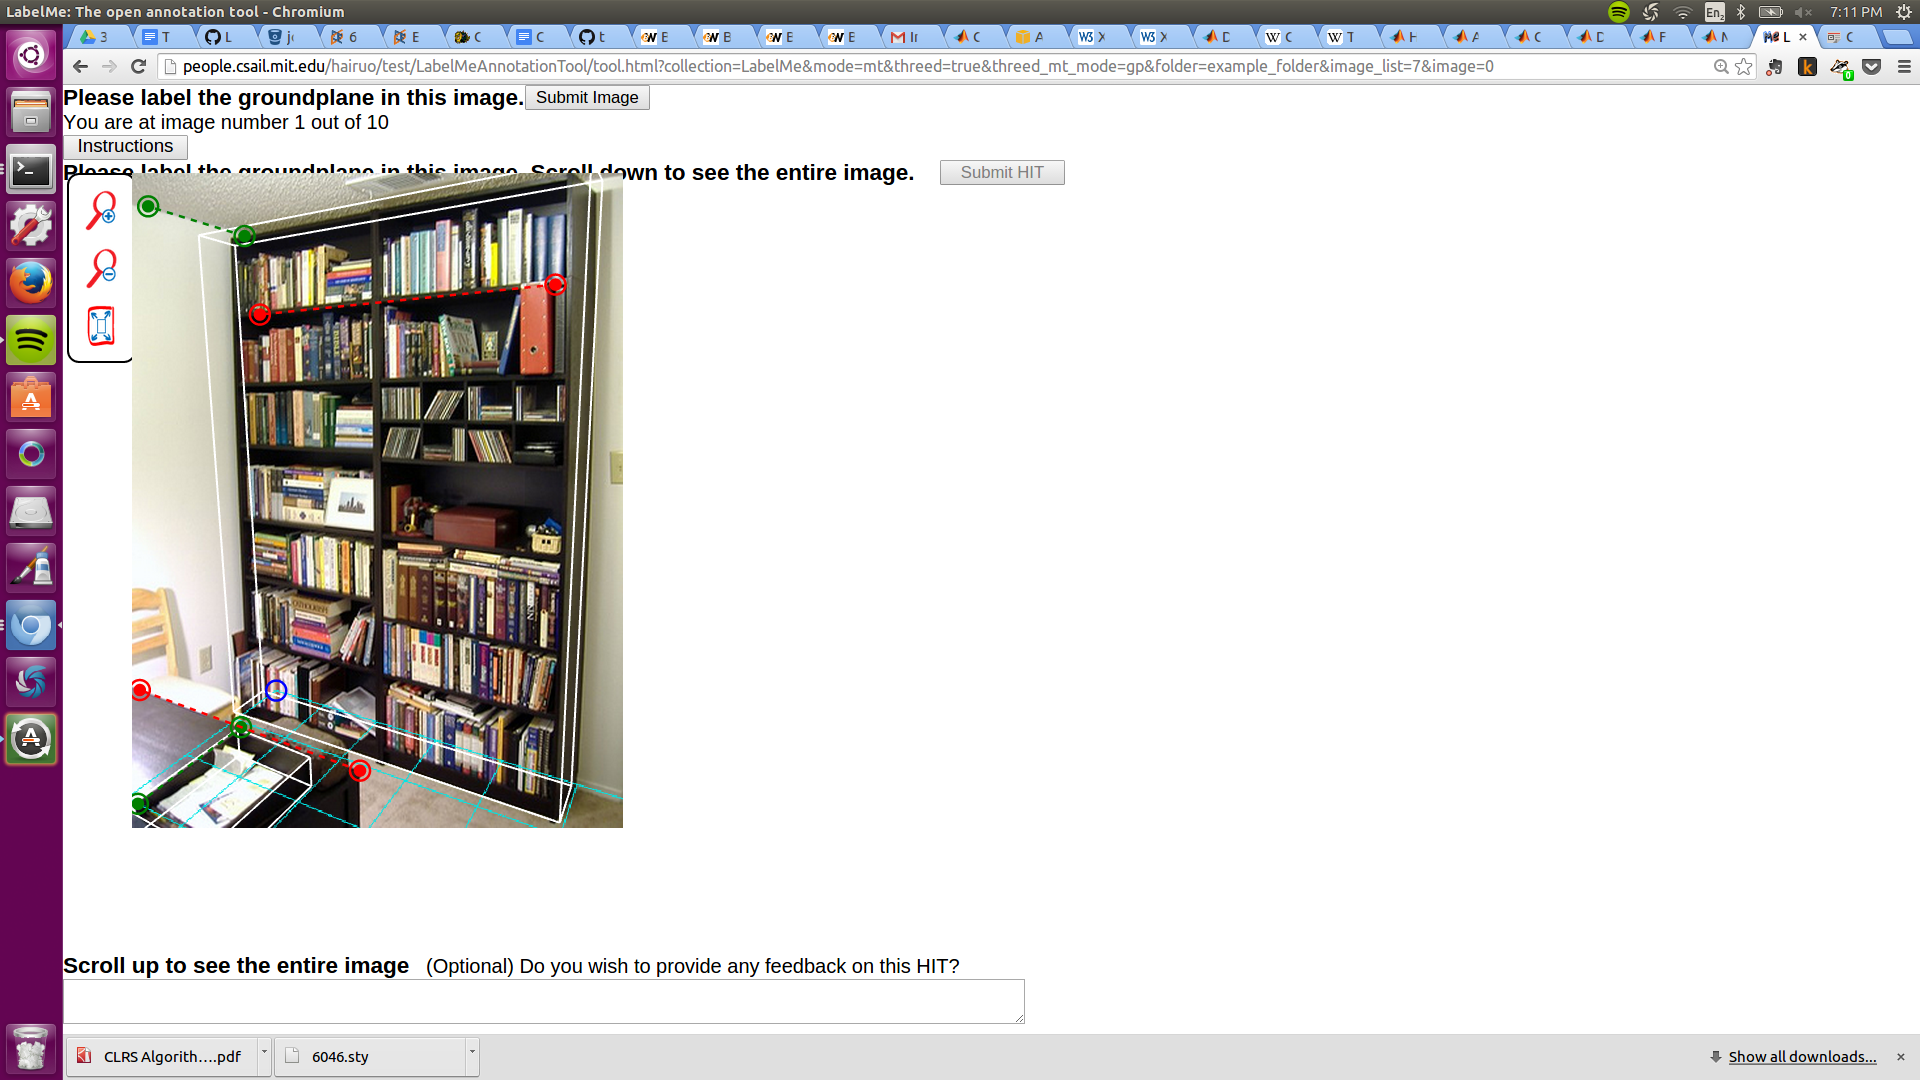 LabelMe: The open annotation tool - Chromium
En2
7:11 PM
3
T
L
6
E
C
C
t
E
B
E
E
C
A
W3 X
W3 X
D
W C
W T
H
A
C
D
F
L
C
people.csail.mit.edu/hairuo/test/LabelMeAnnotationTool/tool.html?collection=LabelMe&mode=mt&threed=true&threed_mt_mode=gp&folder=example_folder&image_list=7&image=0
Please label the groundplane in this image. Submit Image
You are at image number 1 out of 10
Instructions
Please label the groundplane in this image. Scroll down to see the entire image. Submit HIT
Scroll up to see the entire image (Optional) Do you wish to provide any feedback on this HIT?
CLRS Algorith....pdf
6046.sty
Show all downloads...